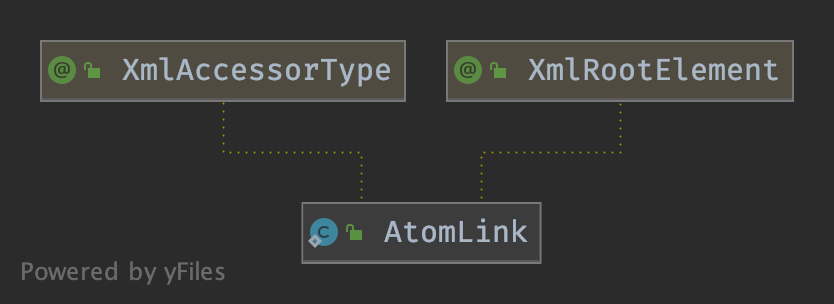 @ XmlAccessorType
@ XmlRootElement
C AtomLink
Powered by yFiles